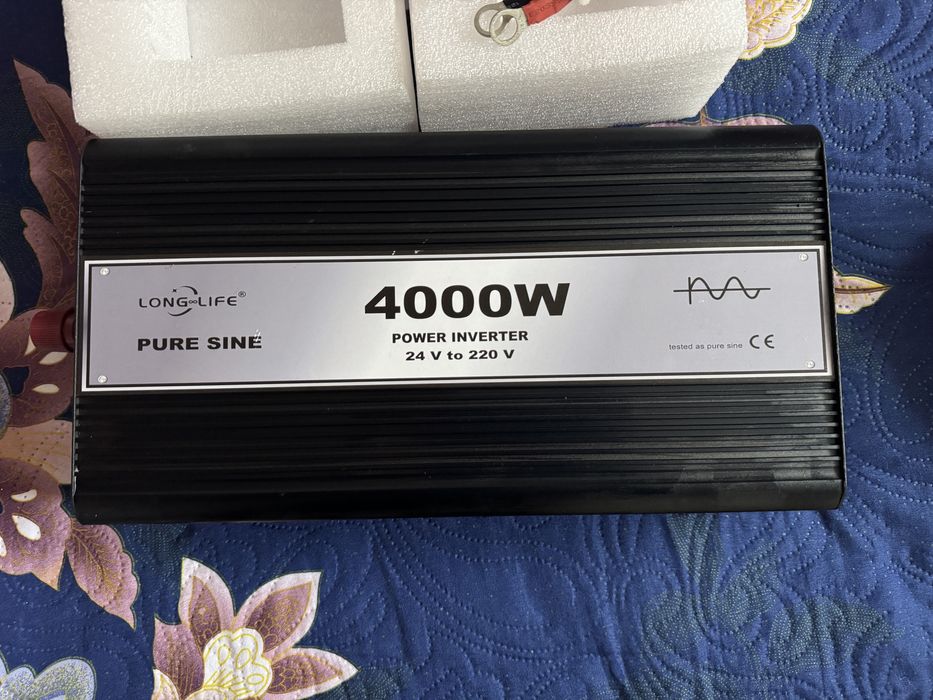 LONG∞LIFE®
PURE SINE
4000W
POWER INVERTER
24 V to 220 V
tested as pure sine CE